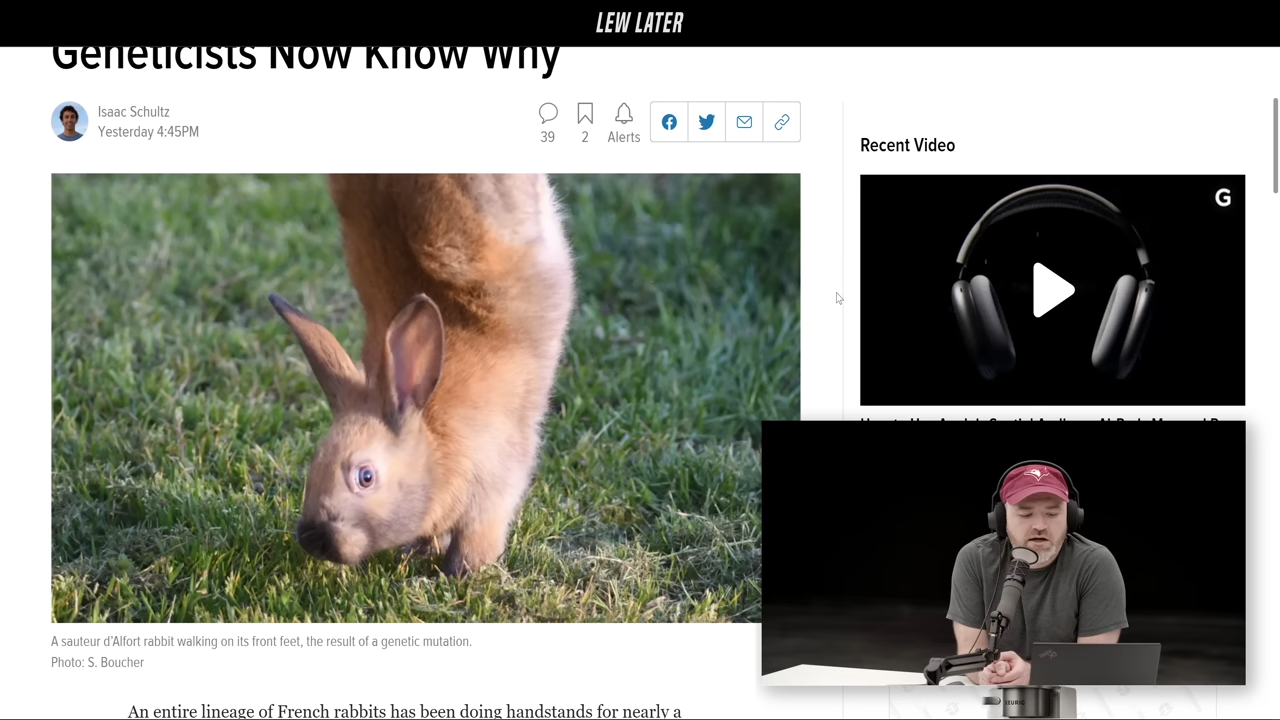 LEW LATER
Geneticists Now Know Why
Isaac Schultz
Yesterday 4:45PM
39
2
Alerts
Recent Video
G
A sauteur d'Alfort rabbit walking on its front feet, the result of a genetic mutation.
Photo: S. Boucher
An entire lineage of French rabbits has been doing handstands for nearly a
KEURIG